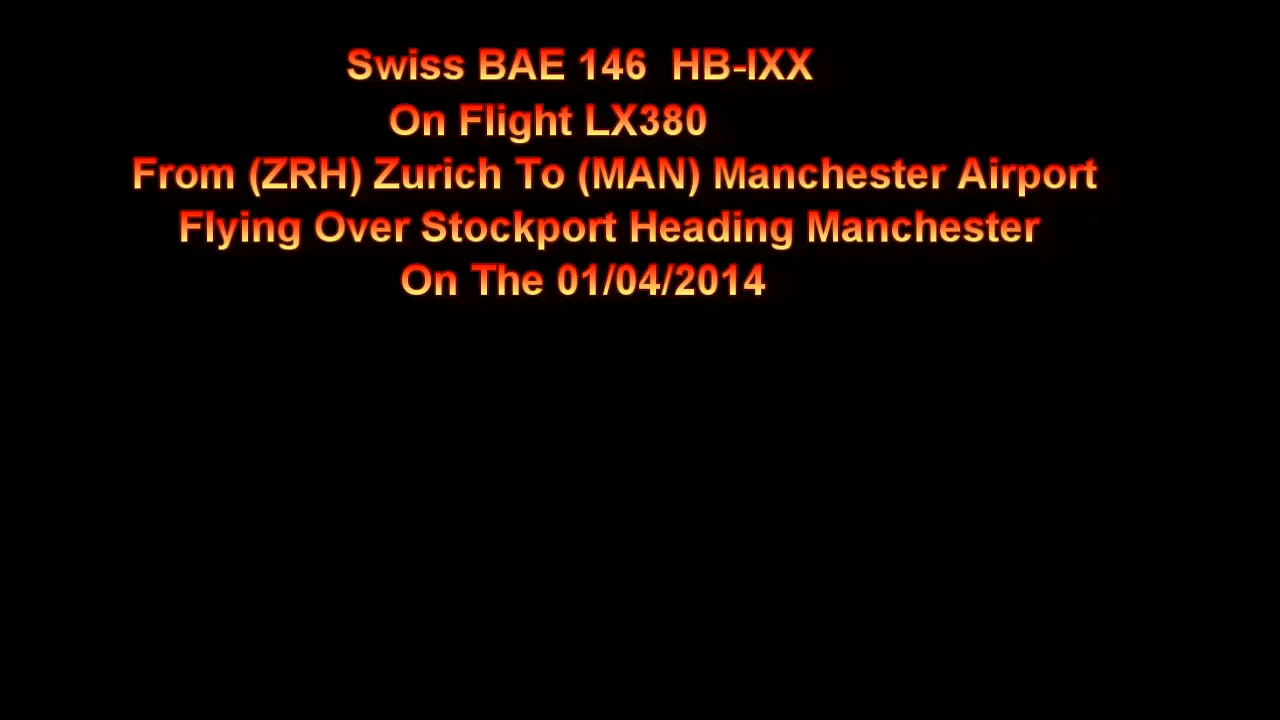 Swiss BAE 146 HB-IXX
On Flight LX380
From (ZRH) Zurich To (MAN) Manchester Airport
Flying Over Stockport Heading Manchester
On The 01/04/2014